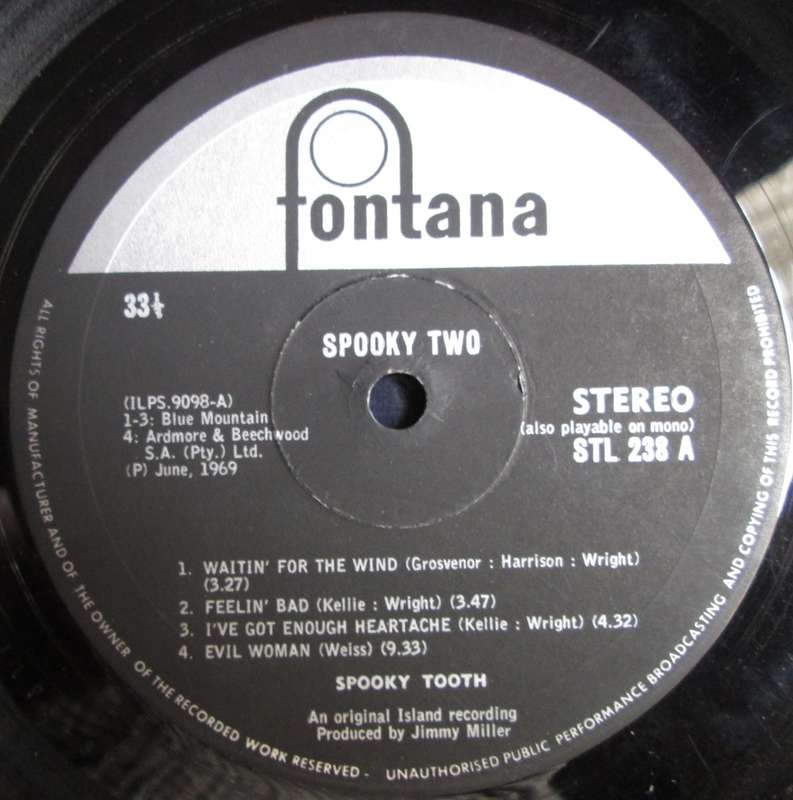 fontana
33⅓
SPOOKY TWO
(ILPS.9098-A)
1-3: Blue Mountain
4: Ardmore & Beechwood
S.A. (Pty.) Ltd.
(P) June, 1969
STEREO
(also playable on mono)
STL 238 A
1. WAITIN' FOR THE WIND (Grosvenor : Harrison : Wright)
(3.27)
2. FEELIN' BAD (Kellie : Wright) (3.47)
3. I'VE GOT ENOUGH HEARTACHE (Kellie : Wright) (4.32)
4. EVIL WOMAN (Weiss) (9.33)
SPOOKY TOOTH
An original Island recording
Produced by Jimmy Miller
ALL RIGHTS OF MANUFACTURER AND OF THE OWNER OF THE RECORDED WORK RESERVED - UNAUTHORISED PUBLIC PERFORMANCE BROADCASTING AND COPYING OF THIS RECORD PROHIBITED